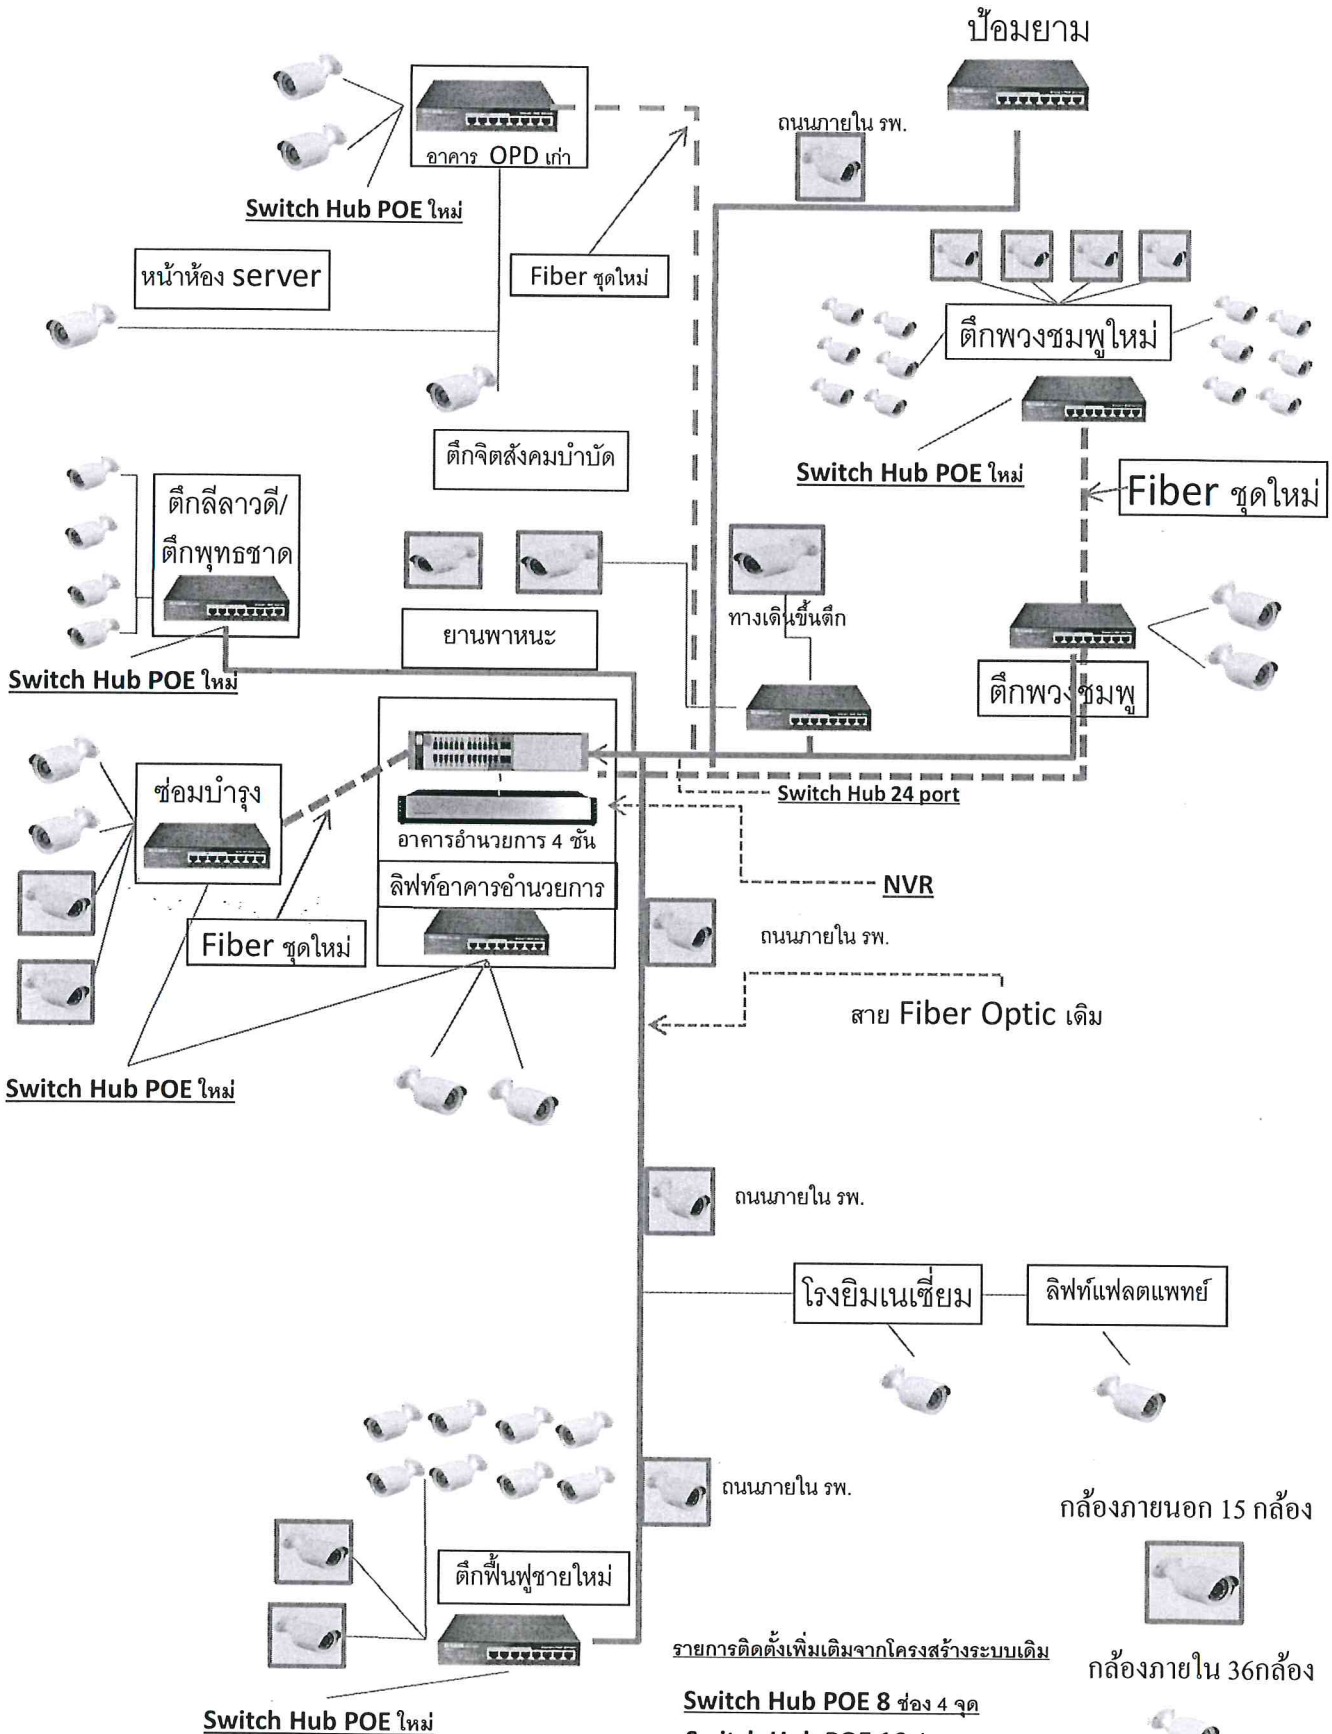 ป้อมยาม
ถนนภายใน รพ.
อาคาร OPD เก่า
Switch Hub POE ใหม่
หน้าห้อง server
Fiber ชุดใหม่
ตึกพวงชมพูใหม่
ตึกจิตสังคมบำบัด
Switch Hub POE ใหม่
Fiber ชุดใหม่
ตึกลีลาวดี/
ตึกพุทธชาด
ทางเดินขึ้นตึก
ยานพาหนะ
Switch Hub POE ใหม่
ตึกพวงชมพู
ซ่อมบำรุง
Switch Hub 24 port
อาคารอำนวยการ 4 ชั้น
ลิฟท์อาคารอำนวยการ
NVR
Fiber ชุดใหม่
ถนนภายใน รพ.
สาย Fiber Optic เดิม
Switch Hub POE ใหม่
ถนนภายใน รพ.
โรงยิมเนเซี่ยม
ลิฟท์แฟลตแพทย์
ถนนภายใน รพ.
กล้องภายนอก 15 กล้อง
ตึกฟื้นฟูชายใหม่
รายการติดตั้งเพิ่มเติมจากโครงสร้างระบบเดิม
กล้องภายใน 36กล้อง
Switch Hub POE 8 ช่อง 4 จุด
Switch Hub POE ใหม่